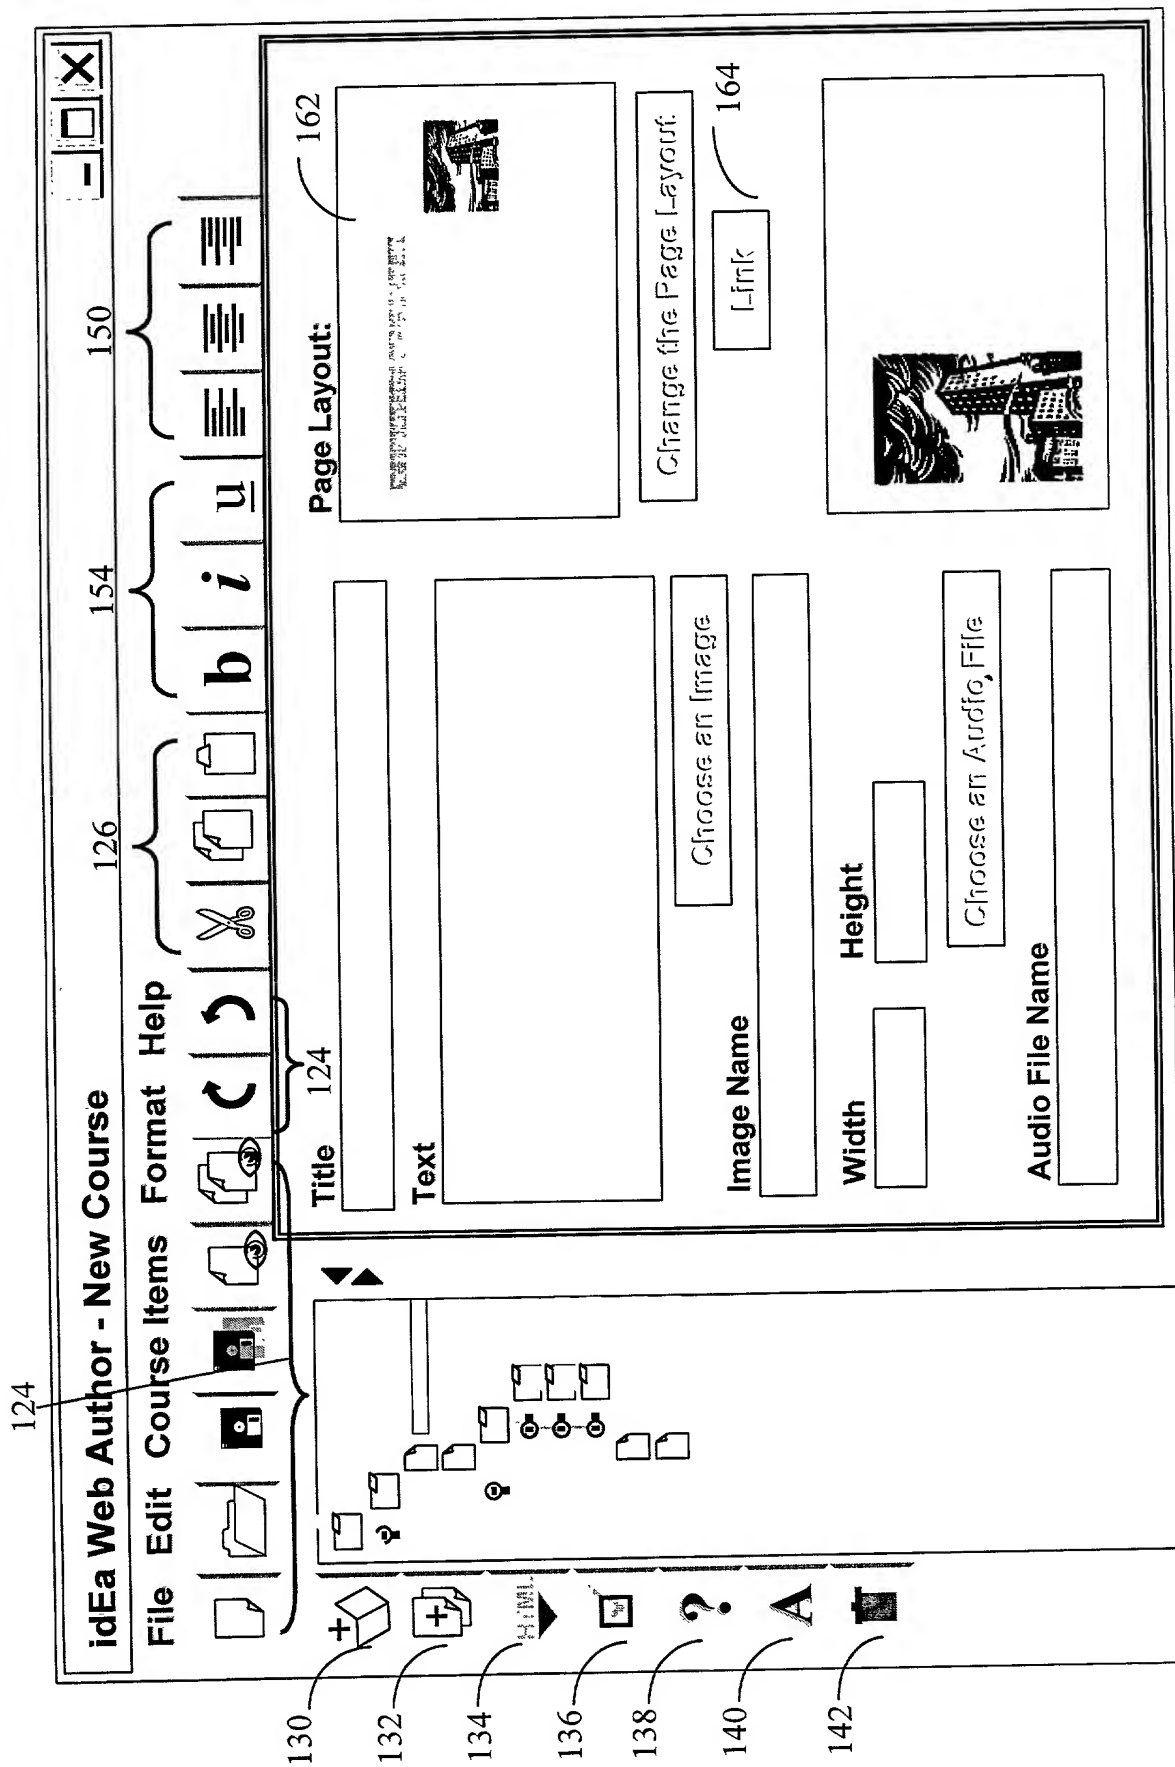 124
idEa Web Author - New Course
File Edit Course Items Format Help
126
154
150
b i u
124
130
132
134
HTML
136
138
?
140
A
142
Title
Text
Choose an Image
Image Name
Width
Height
Choose an Audio File
Audio File Name
Page Layout:
162
Change the Page Layout
164
Link